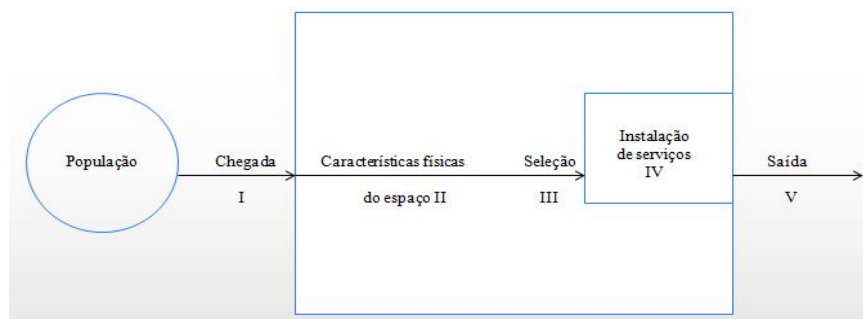 População
Chegada
I
Características físicas
do espaço II
Seleção
III
Instalação
de serviços
IV
Saída
V